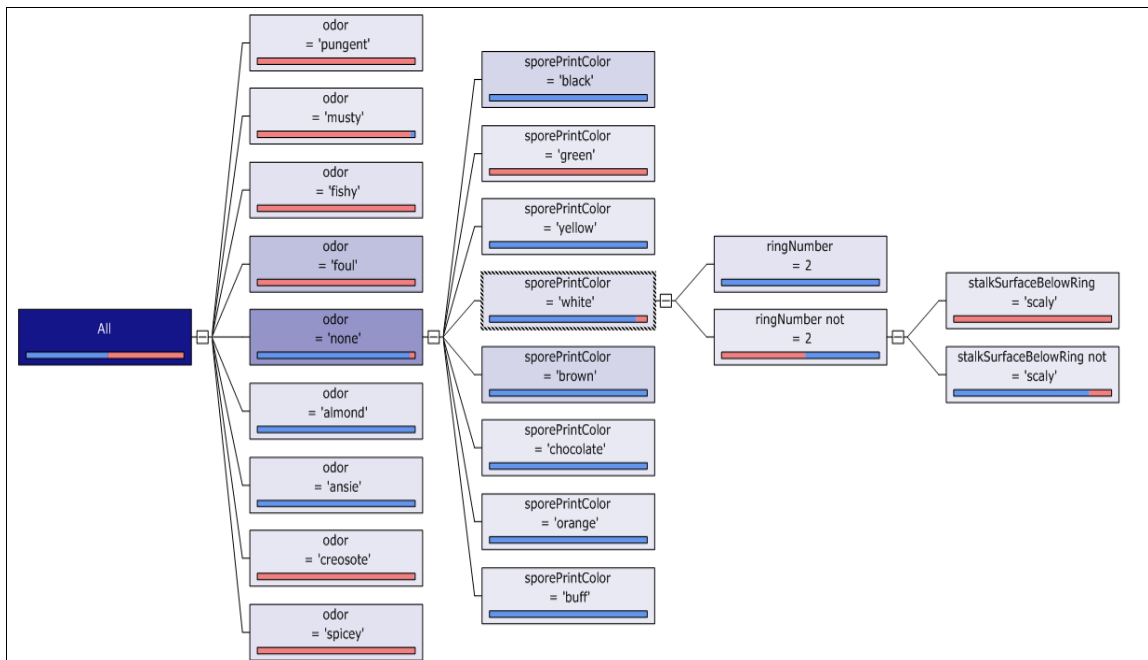 All
odor
= 'pungent'
odor
= 'musty'
odor
= 'fishy'
odor
= 'foul'
odor
= 'none'
odor
= 'almond'
odor
= 'ansie'
odor
= 'creosote'
odor
= 'spicey'
sporePrintColor
= 'black'
sporePrintColor
= 'green'
sporePrintColor
= 'yellow'
sporePrintColor
= 'white'
sporePrintColor
= 'brown'
sporePrintColor
= 'chocolate'
sporePrintColor
= 'orange'
sporePrintColor
= 'buff'
ringNumber
= 2
ringNumber not
= 2
stalkSurfaceBelowRing
= 'scaly'
stalkSurfaceBelowRing not
= 'scaly'